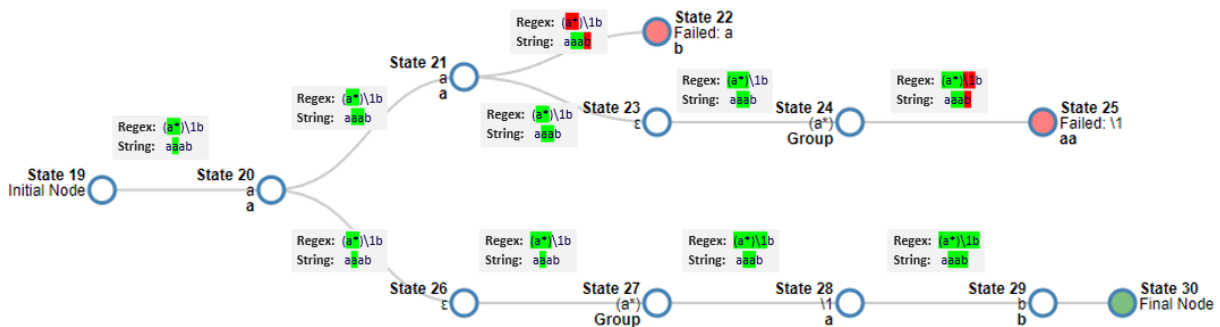 Regex: (a*)\1b
String: aaab
State 22
Failed: a
b
State 21
a
a
Regex: (a*)\1b
String: aaab
Regex: (a*)\1b
String: aaab
Regex: (a*)\1b
String: aaab
Regex: (a*)\1b
String: aaab
State 23
ε
State 24
(a*)
Group
State 25
Failed: \1
aa
Regex: (a*)\1b
String: aaab
State 19
Initial Node
State 20
a
a
Regex: (a*)\1b
String: aaab
Regex: (a*)\1b
String: aaab
Regex: (a*)\1b
String: aaab
Regex: (a*)\1b
String: aaab
State 26
ε
State 27
(a*)
Group
State 28
\1
a
State 29
b
b
State 30
Final Node